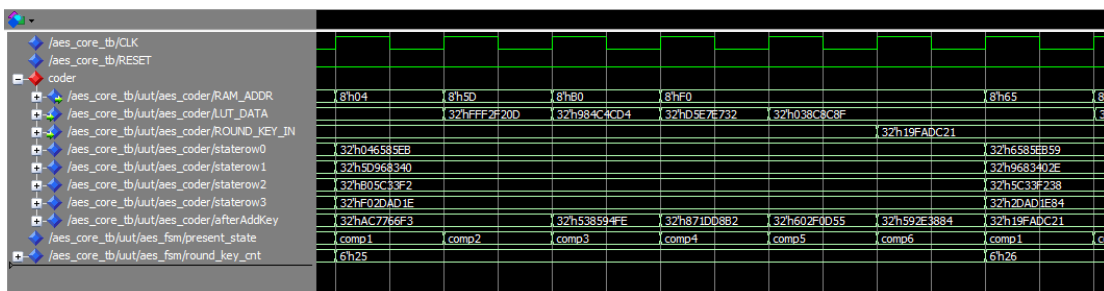 /aes_core_tb/CLK
/aes_core_tb/RESET
coder
/aes_core_tb/uut/aes_coder/RAM_ADDR 8'h04 8'h5D 8'hB0 8'hF0 8'h65 8
/aes_core_tb/uut/aes_coder/LUT_DATA 32'hFFF2F20D 32'h984C4CD4 32'hD5E7E732 32'h038C8C8F
/aes_core_tb/uut/aes_coder/ROUND_KEY_IN 32'h19FADC21
/aes_core_tb/uut/aes_coder/staterow0 32'h046585EB 32'h6585EB59
/aes_core_tb/uut/aes_coder/staterow1 32'h5D968340 32'h9683402E
/aes_core_tb/uut/aes_coder/staterow2 32'hB05C33F2 32'h5C33F238
/aes_core_tb/uut/aes_coder/staterow3 32'hF02DAD1E 32'h2DAD1E84
/aes_core_tb/uut/aes_coder/afterAddKey 32'hAC7766F3 32'h538594FE 32'h871DD8B2 32'h602F0D55 32'h592E3884 32'h19FADC21
/aes_core_tb/uut/aes_fsm/present_state comp1 comp2 comp3 comp4 comp5 comp6 comp1
/aes_core_tb/uut/aes_fsm/round_key_cnt 6'h25 6'h26